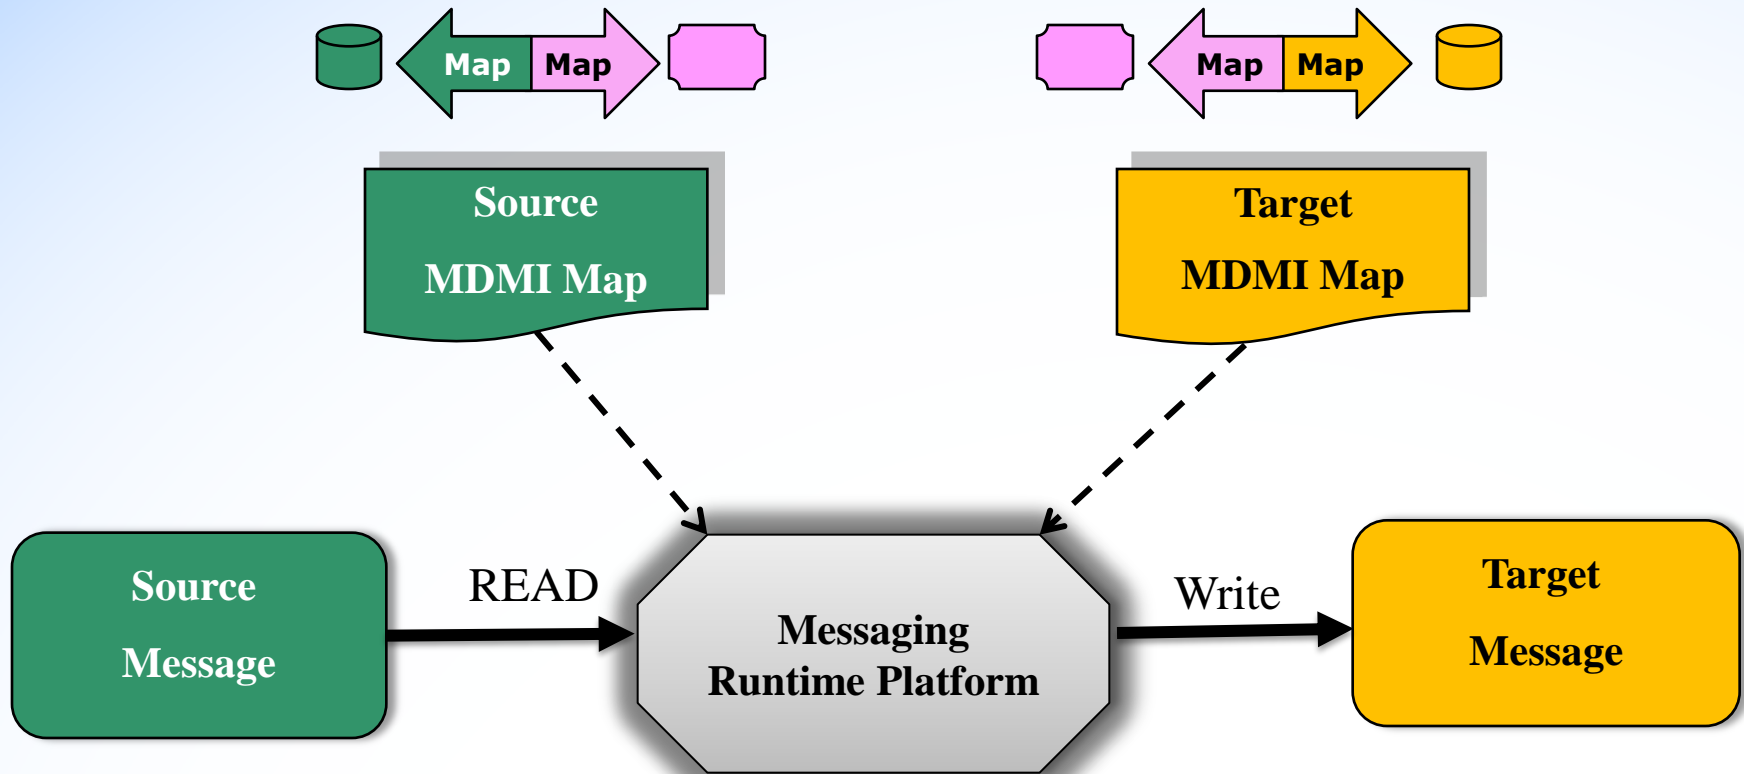 Map Map
Map Map
Source
MDMI Map
Target
MDMI Map
Source
Message
READ
Messaging
Runtime Platform
Write
Target
Message